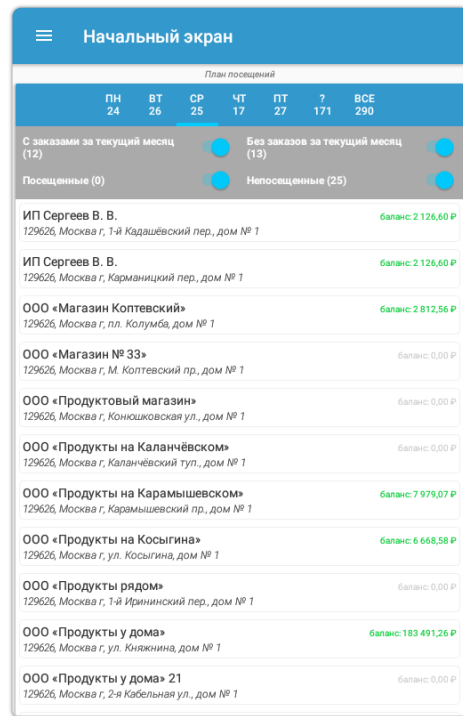 Начальный экран
План посещений
ПН ВТ СР ЧТ ПТ ? ВСЕ
24 26 25 17 27 171 290
С заказами за текущий месяц (12)
Без заказов за текущий месяц (13)
Посещенные (0)
Непосещенные (25)
ИП Сергеев В. В. баланс: 2 126,60 ₽
129626, Москва г, 1-й Кадашёвский пер., дом № 1
ИП Сергеев В. В. баланс: 2 126,60 ₽
129626, Москва г, Карманицкий пер., дом № 1
ООО «Магазин Коптевский» баланс: 2 812,56 ₽
129626, Москва г, пл. Колумба, дом № 1
ООО «Магазин № 33» баланс: 0,00 ₽
129626, Москва г, М. Коптевский пр., дом № 1
ООО «Продуктовый магазин» баланс: 0,00 ₽
129626, Москва г, Конюшковская ул., дом № 1
ООО «Продукты на Каланчёвском» баланс: 0,00 ₽
129626, Москва г, Каланчёвский туп., дом № 1
ООО «Продукты на Карамышевском» баланс: 7 979,07 ₽
129626, Москва г, Карамышевский пр., дом № 1
ООО «Продукты на Косыгина» баланс: 6 668,58 ₽
129626, Москва г, ул. Косыгина, дом № 1
ООО «Продукты рядом» баланс: 0,00 ₽
129626, Москва г, 1-й Ирининский пер., дом № 1
ООО «Продукты у дома» баланс: 183 491,26 ₽
129626, Москва г, ул. Княжнина, дом № 1
ООО «Продукты у дома» 21 баланс: 0,00 ₽
129626, Москва г, 2-я Кабельная ул., дом № 1